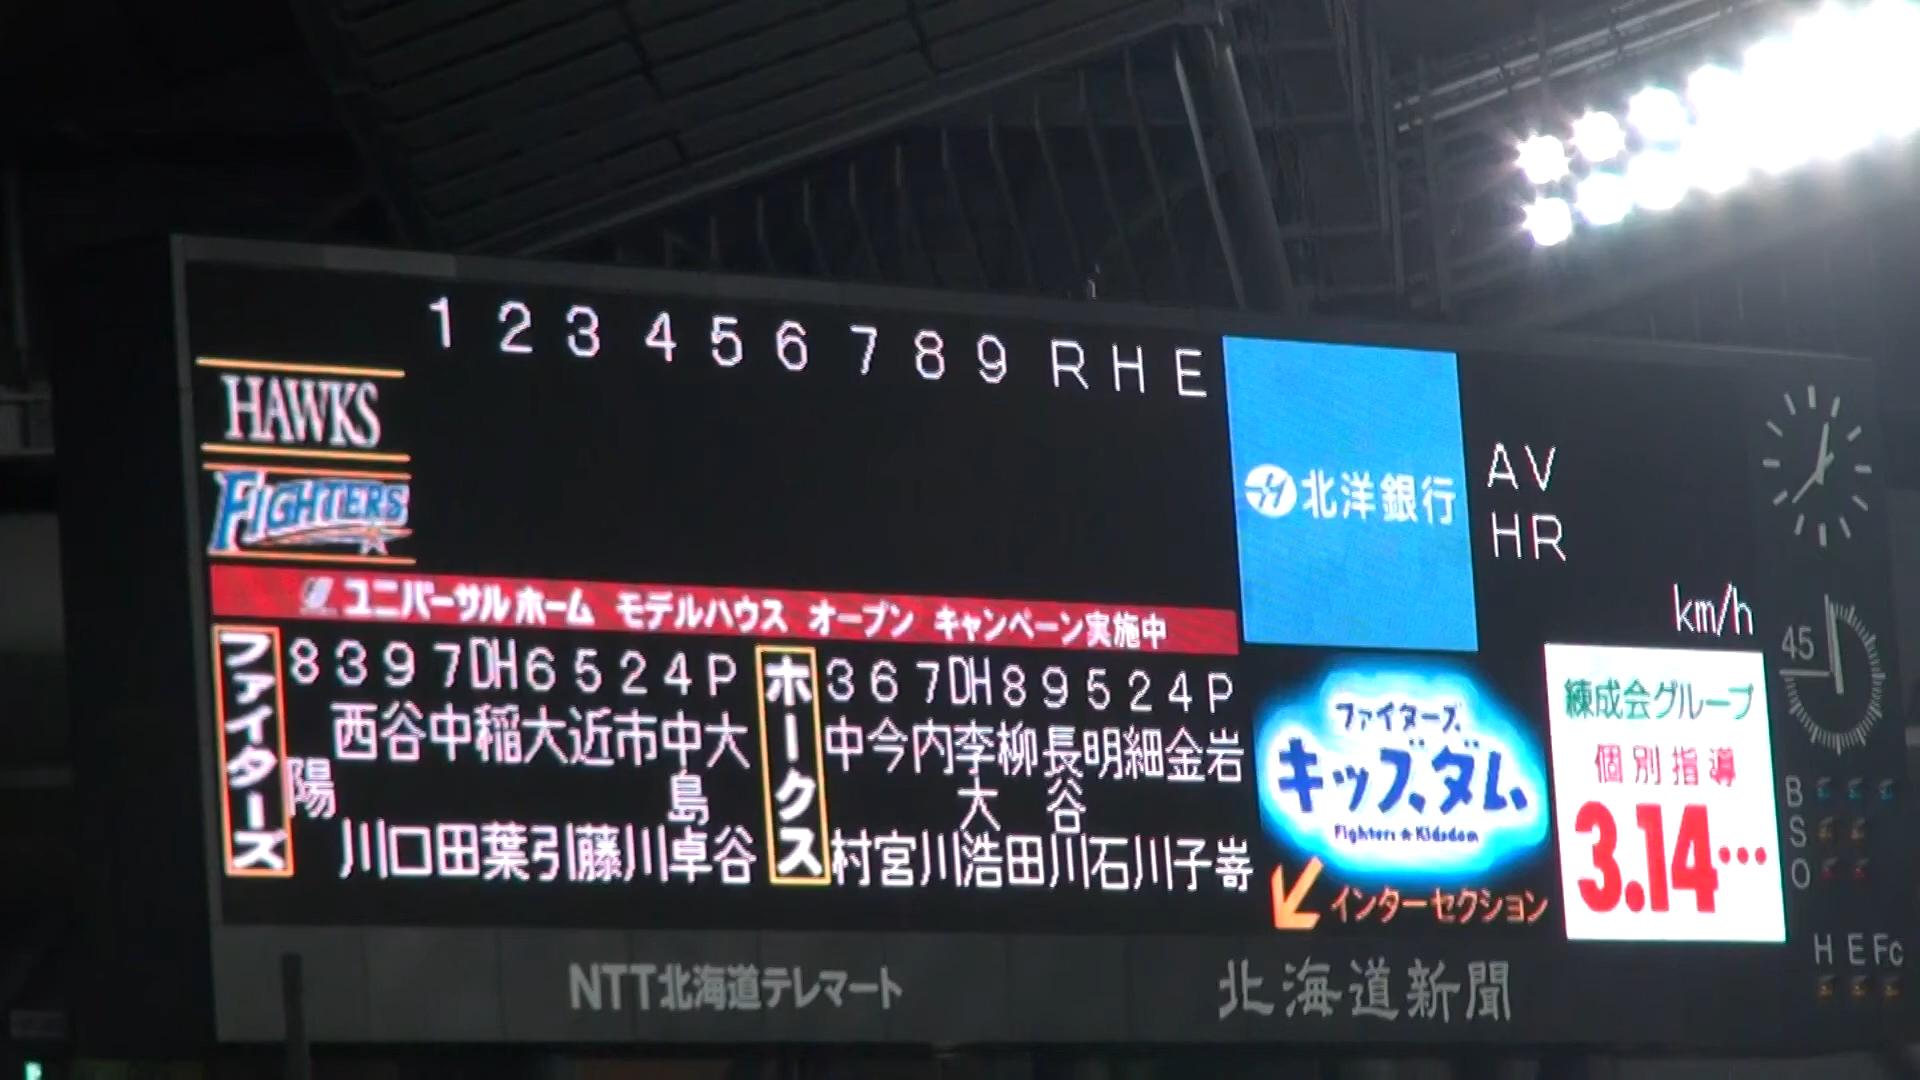 1 2 3 4 5 6 7 8 9 R H E
HAWKS
FIGHTERS
ユニバーサルホーム モデルハウス オープン キャンペーン実施中
ファイターズ
8 3 9 7 DH 6 5 2 4 P
陽
西川
谷口
中田
稲葉
大引
近藤
市川
中島卓
大谷
ホークス
3 6 7 DH 8 9 5 2 4 P
中村
今宮
内川
李大浩
柳田
長谷川
明石
細川
金子
岩嵜
北洋銀行
ファイターズ
キッズダム
Fighters★Kidsdom
インターセクション
AV
HR
km/h
練成会グループ
個別指導
3.14…
45
B
S
O
H E Fc
NTT北海道テレマート
北海道新聞